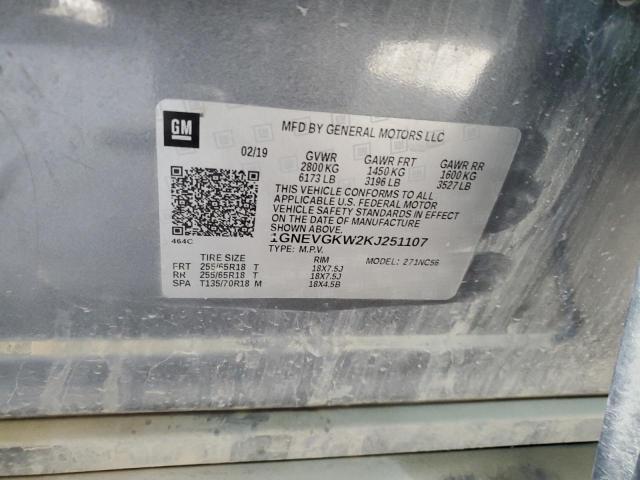 GM
MFD BY GENERAL MOTORS LLC
02/19 GVWR GAWR FRT GAWR RR
2800 KG 1450 KG 1600 KG
6173 LB 3196 LB 3527 LB
THIS VEHICLE CONFORMS TO ALL
APPLICABLE U.S. FEDERAL MOTOR
VEHICLE SAFETY STANDARDS IN EFFECT
ON THE DATE OF MANUFACTURE
SHOWN ABOVE.
1GNEVGKW2KJ251107
464C TYPE: M.P.V. MODEL: 271NC56
TIRE SIZE RIM
FRT 255/65R18 T 18X7.5J
RR 255/65R18 T 18X7.5J
SPA T135/70R18 M 18X4.5B